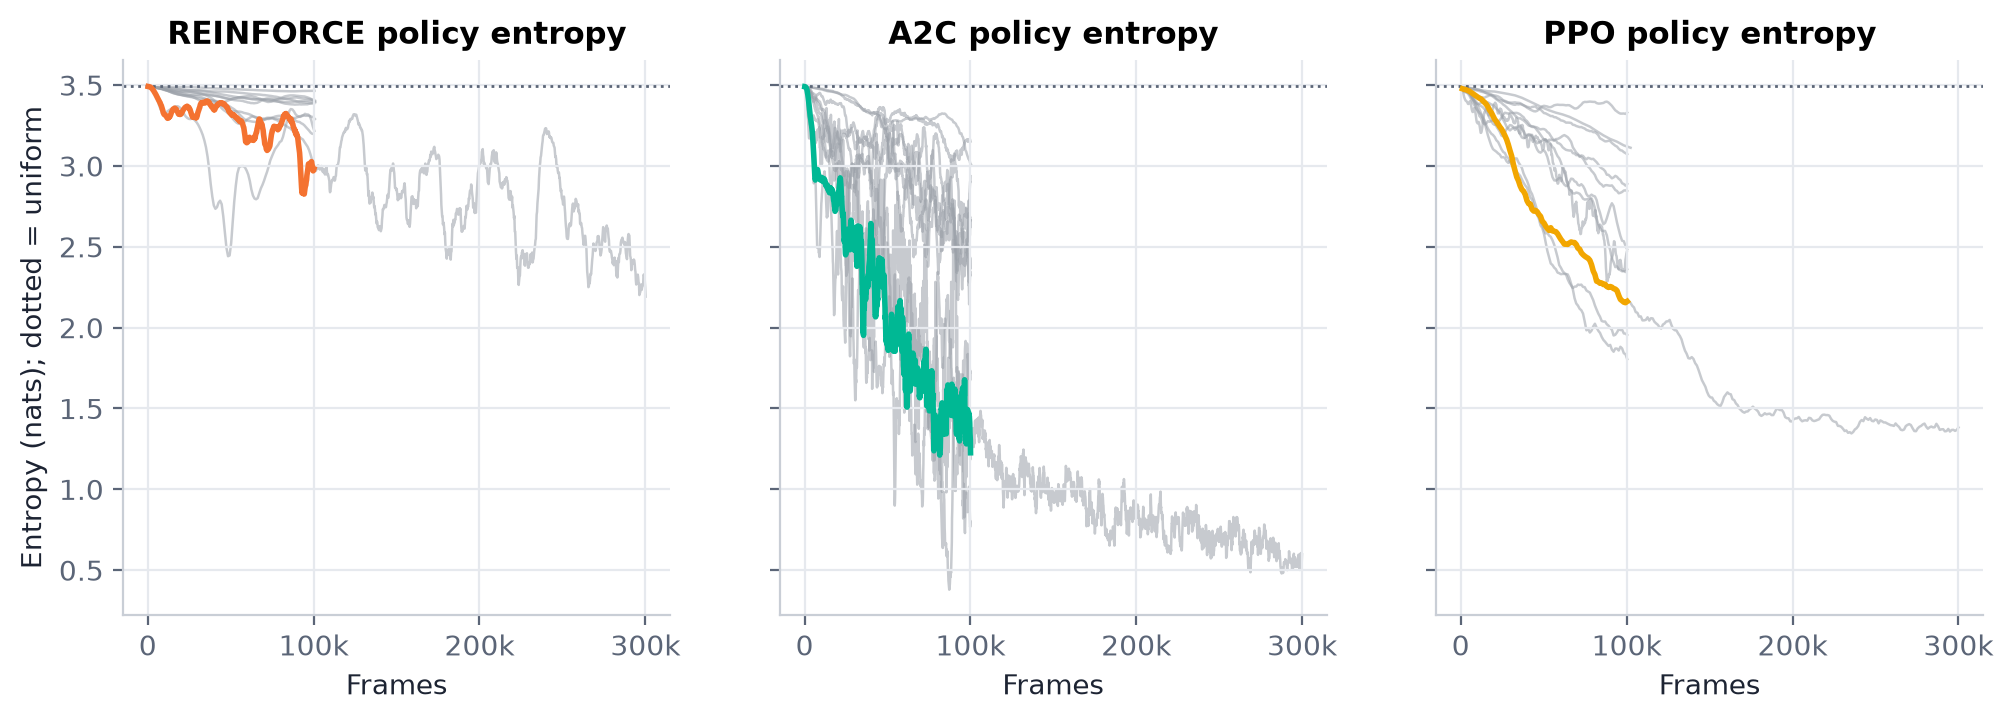 REINFORCE policy entropy
A2C policy entropy
PPO policy entropy
Entropy (nats); dotted = uniform
3.5
3.0
2.5
2.0
1.5
1.0
0.5
0 100k 200k 300k
0 100k 200k 300k
0 100k 200k 300k
Frames
Frames
Frames